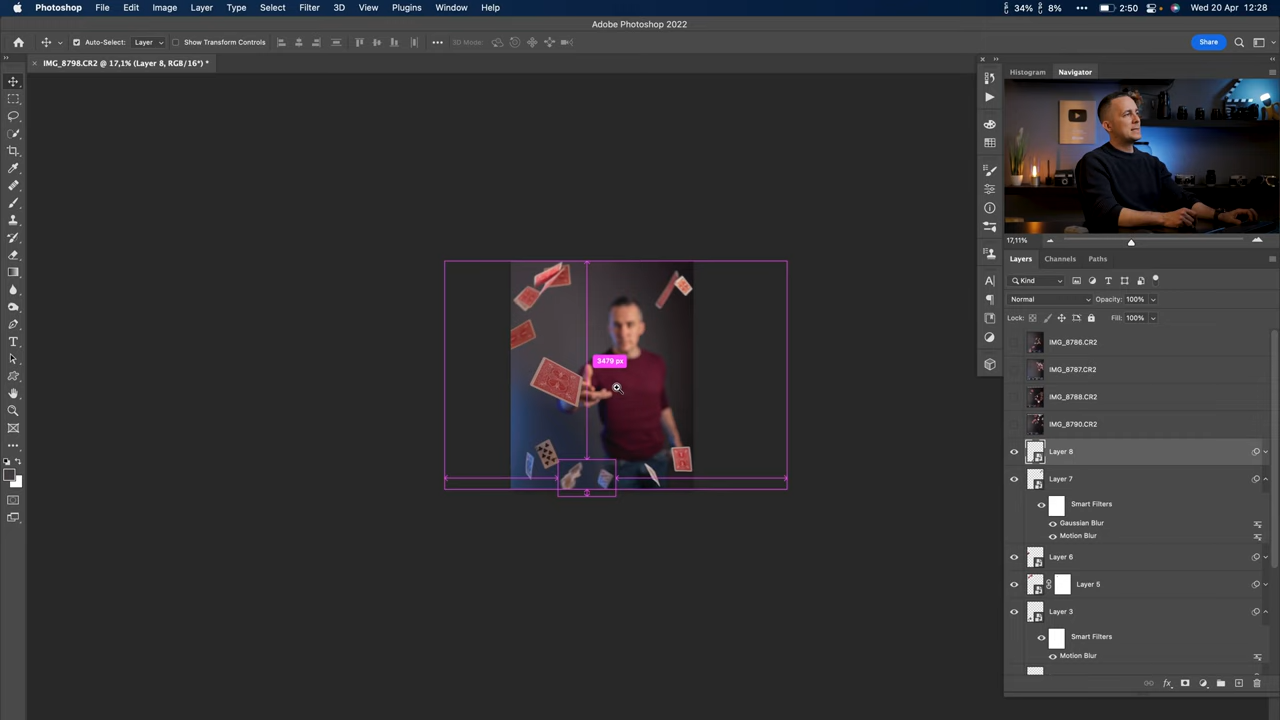 Photoshop File Edit Image Layer Type Select Filter 3D View Plugins Window Help 34% 8% 2:50 Wed 20 Apr 12:28
Adobe Photoshop 2022
Auto-Select: Layer Show Transform Controls 3D Mode: Share
IMG_8798.CR2 @ 17,1% (Layer 8, RGB/16*) *
Histogram Navigator
17,11%
Layers Channels Paths
Kind
Normal Opacity: 100%
Lock: Fill: 100%
IMG_8786.CR2
IMG_8787.CR2
IMG_8788.CR2
IMG_8790.CR2
Layer 8
Layer 7
Smart Filters
Gaussian Blur
Motion Blur
Layer 6
Layer 5
Layer 3
Smart Filters
Motion Blur
3479 px